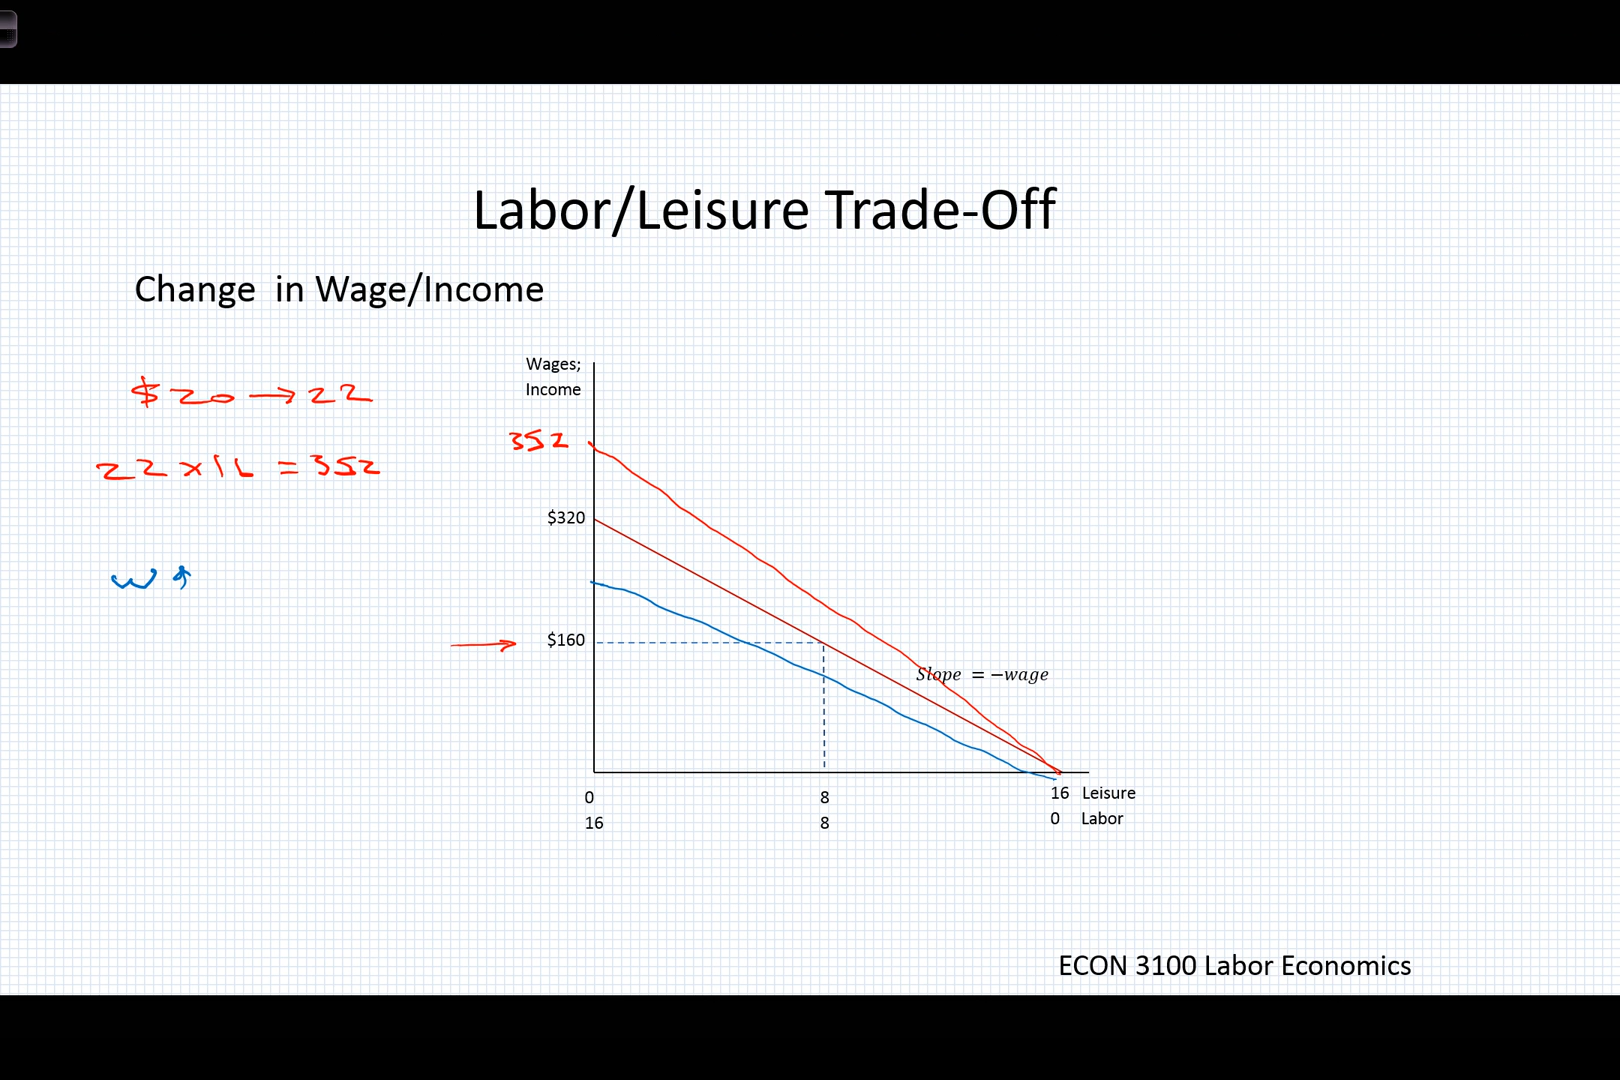 Labor/Leisure Trade-Off
Change in Wage/Income
$20 → 22
22 × 16 = 352
w ↑
Wages;
Income
352
$320
$160
Slope = −wage
0 8 16 Leisure
16 8 0 Labor
ECON 3100 Labor Economics